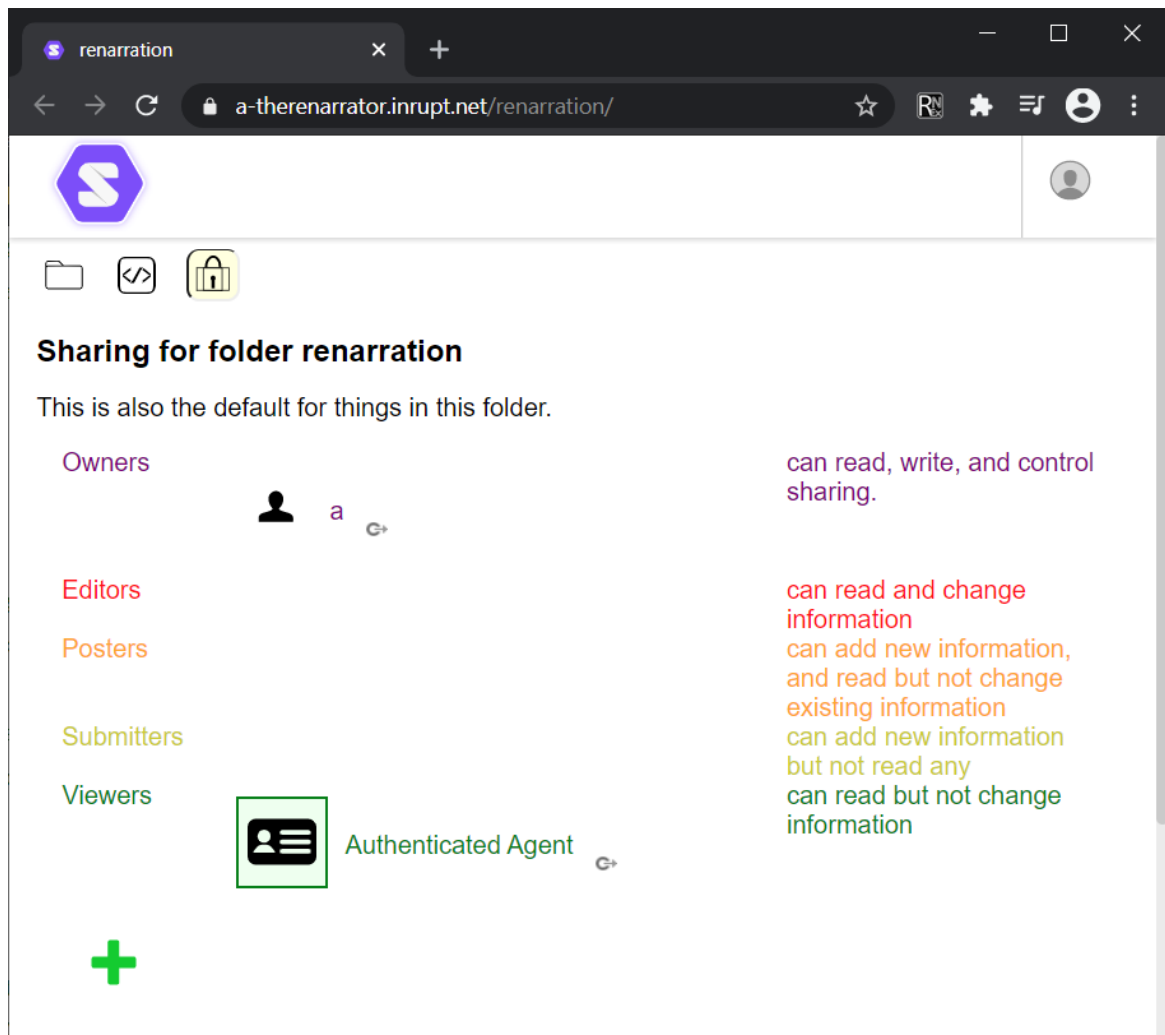 renarration
a-therenarrator.inrupt.net/renarration/
RN
EX
S
</>
Sharing for folder renarration
This is also the default for things in this folder.
Owners
can read, write, and control
sharing.
a
Editors
can read and change
information
Posters
can add new information,
and read but not change
existing information
Submitters
can add new information
but not read any
Viewers
can read but not change
information
Authenticated Agent